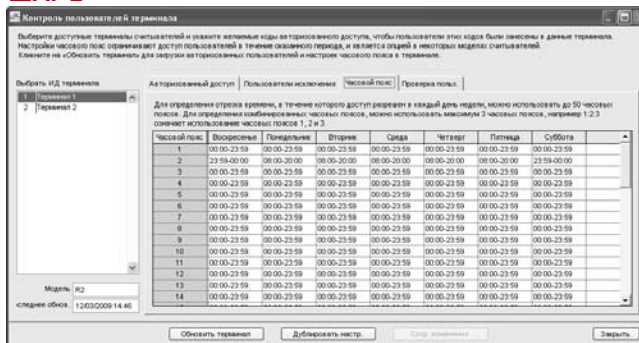 Контроль пользователей терминала
Выберите доступные терминалы считывателей и укажите желаемые коды авторизованного доступа, чтобы пользователи этих кодов были занесены в данные терминала.
Настройки часового пояс ограничивают доступ пользователей в течение оказанного периода, и является опцией в некоторых моделях считывателей.
Кликните на «Обновить терминал» для загрузки авторизованных пользователей и настроек часового пояса в терминале.
Выбрать ИД терминала
1 Терминал 1
2 Терминал 2
Авторизованный доступ Пользователи исключения Часовой пояс Проверка польз.
Для определения отрезка времени, в течение которого доступ разрешен в каждый день недели, можно использовать до 50 часовых
поясов. Для определения комбинированных часовых поясов, можно использовать максимум 3 часовых поясов, например 1:2:3
означает использование часовых поясов 1, 2 и 3.
Часовой пояс Воскресенье Понедельник Вторник Среда Четверг Пятница Суббота
1 00:00-23:59 00:00-23:59 00:00-23:59 00:00-23:59 00:00-23:59 00:00-23:59 00:00-23:59
2 23:59-00:00 08:00-20:00 08:00-20:00 08:00-20:00 08:00-20:00 08:00-20:00 23:59-00:00
3 00:00-23:59 00:00-23:59 00:00-23:59 00:00-23:59 00:00-23:59 00:00-23:59 00:00-23:59
4 00:00-23:59 00:00-23:59 00:00-23:59 00:00-23:59 00:00-23:59 00:00-23:59 00:00-23:59
5 00:00-23:59 00:00-23:59 00:00-23:59 00:00-23:59 00:00-23:59 00:00-23:59 00:00-23:59
6 00:00-23:59 00:00-23:59 00:00-23:59 00:00-23:59 00:00-23:59 00:00-23:59 00:00-23:59
7 00:00-23:59 00:00-23:59 00:00-23:59 00:00-23:59 00:00-23:59 00:00-23:59 00:00-23:59
8 00:00-23:59 00:00-23:59 00:00-23:59 00:00-23:59 00:00-23:59 00:00-23:59 00:00-23:59
9 00:00-23:59 00:00-23:59 00:00-23:59 00:00-23:59 00:00-23:59 00:00-23:59 00:00-23:59
10 00:00-23:59 00:00-23:59 00:00-23:59 00:00-23:59 00:00-23:59 00:00-23:59 00:00-23:59
11 00:00-23:59 00:00-23:59 00:00-23:59 00:00-23:59 00:00-23:59 00:00-23:59 00:00-23:59
12 00:00-23:59 00:00-23:59 00:00-23:59 00:00-23:59 00:00-23:59 00:00-23:59 00:00-23:59
13 00:00-23:59 00:00-23:59 00:00-23:59 00:00-23:59 00:00-23:59 00:00-23:59 00:00-23:59
14 00:00-23:59 00:00-23:59 00:00-23:59 00:00-23:59 00:00-23:59 00:00-23:59 00:00-23:59
Модель R2
следнее обнов. 12/03/2009 14:46
Обновить терминал Дублировать настр. Сохр. изменения Закрыть